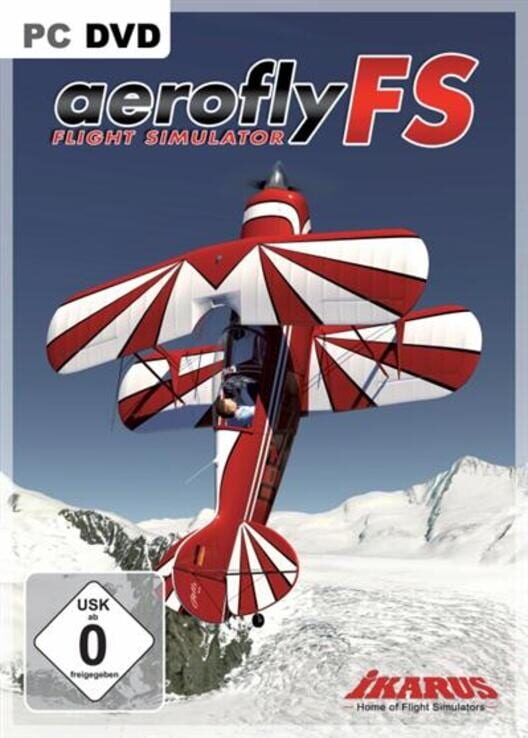 PC DVD
aeroflyFS
FLIGHT SIMULATOR
USK
ab
0
freigegeben
iKARUS
Home of Flight Simulators